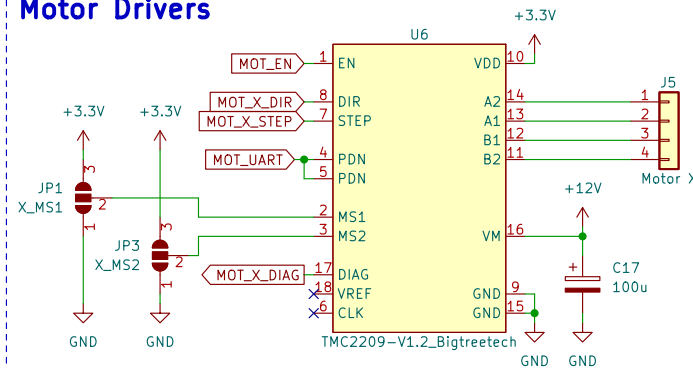 Motor Drivers
+3.3V
U6
MOT_EN 1 EN VDD 10
J5
+3.3V +3.3V
MOT_X_DIR 8 DIR A2 14 1
MOT_X_STEP 7 STEP A1 13 2
B1 12 3
MOT_UART 4 PDN B2 11 4
5 PDN
3
JP1
X_MS1
2
1
Motor X
+12V
2 MS1
3 MS2 VM 16
3
JP3
X_MS2
2
1
MOT_X_DIAG 17 DIAG
+
C17
100u
18 VREF GND 9
6 CLK GND 15
TMC2209-V1.2_Bigtreetech
GND GND GND GND